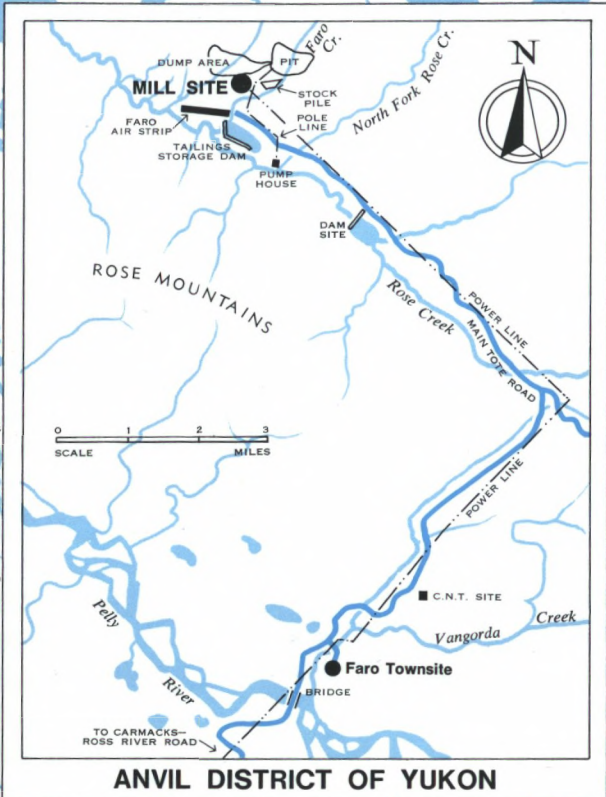 Faro
Cr.
DUMP AREA
PIT
N
MILL SITE
STOCK
PILE
North Fork Rose Cr.
FARO
AIR STRIP
POLE
LINE
TAILINGS
STORAGE DAM
PUMP
HOUSE
DAM
SITE
ROSE MOUNTAINS
Rose Creek
POWER LINE
MAIN TOTE ROAD
0 1 2 3
SCALE MILES
POWER LINE
C.N.T. SITE
Pelly
River
Vangorda Creek
Faro Townsite
BRIDGE
TO CARMACKS—
ROSS RIVER ROAD
ANVIL DISTRICT OF YUKON